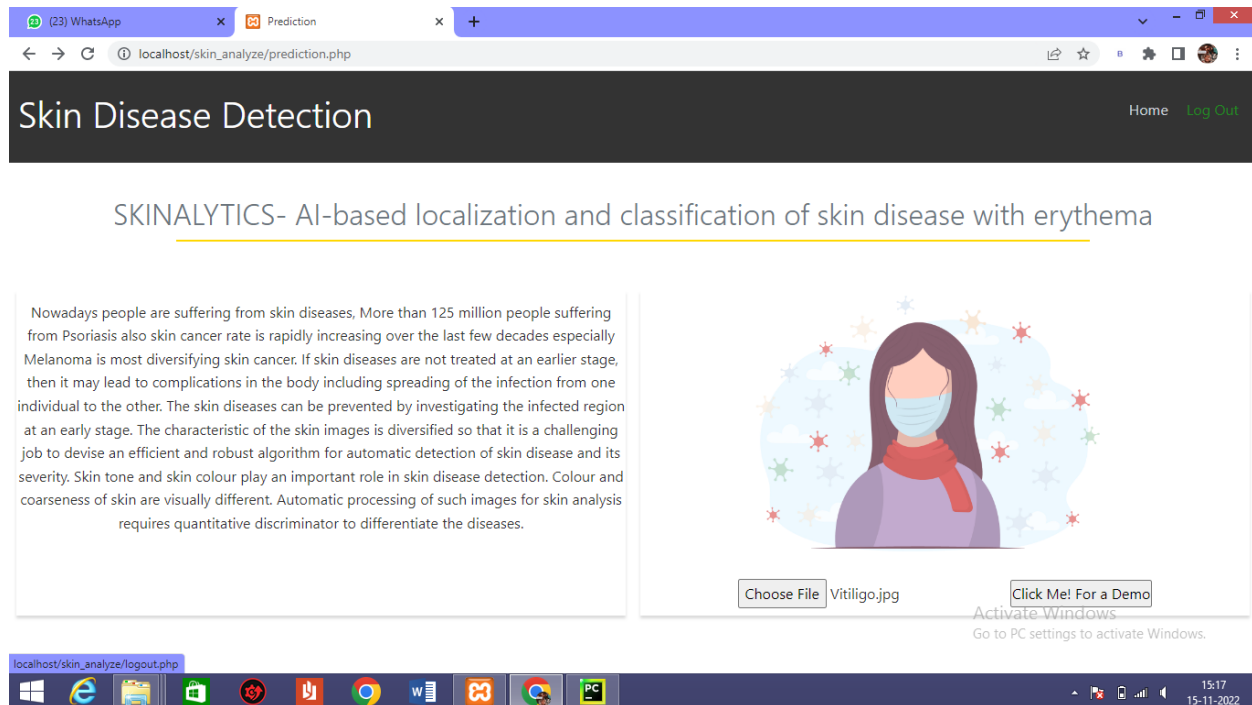 (23) WhatsApp
Prediction
localhost/skin_analyze/prediction.php
B
Skin Disease Detection
Home
Log Out
SKINALYTICS- AI-based localization and classification of skin disease with erythema
Nowadays people are suffering from skin diseases, More than 125 million people suffering
from Psoriasis also skin cancer rate is rapidly increasing over the last few decades especially
Melanoma is most diversifying skin cancer. If skin diseases are not treated at an earlier stage,
then it may lead to complications in the body including spreading of the infection from one
individual to the other. The skin diseases can be prevented by investigating the infected region
at an early stage. The characteristic of the skin images is diversified so that it is a challenging
job to devise an efficient and robust algorithm for automatic detection of skin disease and its
severity. Skin tone and skin colour play an important role in skin disease detection. Colour and
coarseness of skin are visually different. Automatic processing of such images for skin analysis
requires quantitative discriminator to differentiate the diseases.
Choose File Vitiligo.jpg
Click Me! For a Demo
Activate Windows
Go to PC settings to activate Windows.
localhost/skin_analyze/logout.php
PC
15:17
15-11-2022